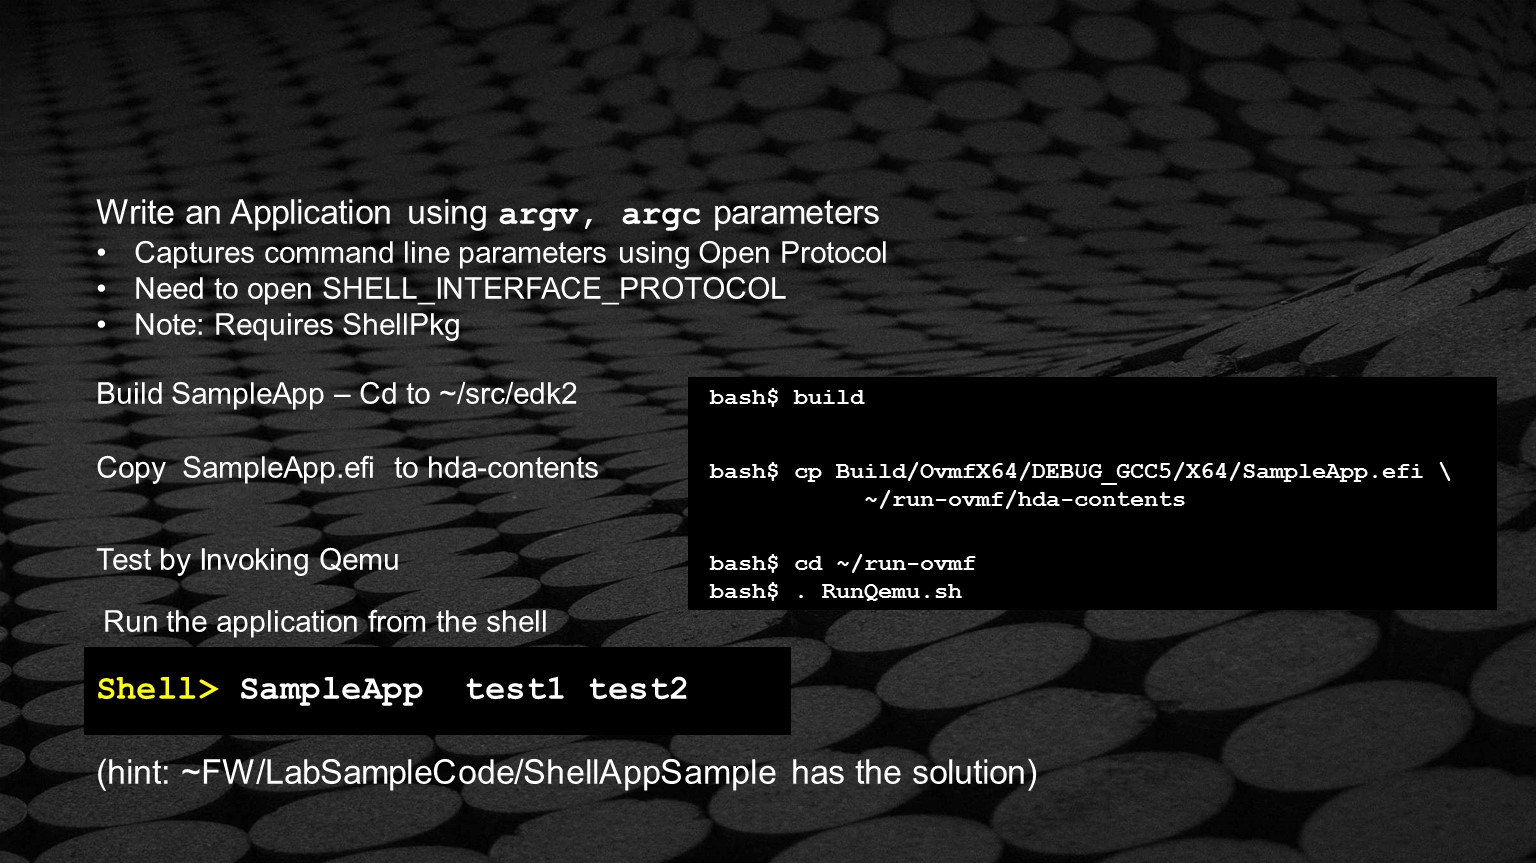 Write an Application using argv, argc parameters
• Captures command line parameters using Open Protocol
• Need to open SHELL_INTERFACE_PROTOCOL
• Note: Requires ShellPkg
Build SampleApp – Cd to ~/src/edk2
bash$ build
Copy SampleApp.efi to hda-contents
bash$ cp Build/OvmfX64/DEBUG_GCC5/X64/SampleApp.efi \
~/run-ovmf/hda-contents
Test by Invoking Qemu
bash$ cd ~/run-ovmf
bash$ . RunQemu.sh
Run the application from the shell
Shell> SampleApp test1 test2
(hint: ~FW/LabSampleCode/ShellAppSample has the solution)